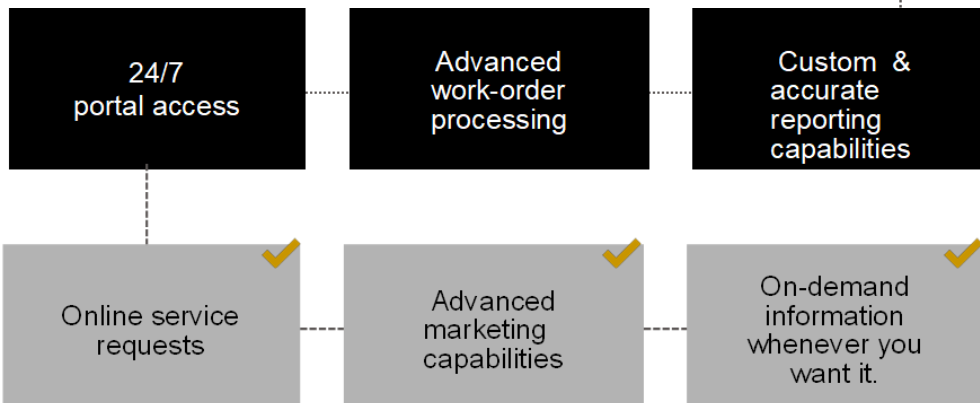 24/7
portal access
Advanced
work-order
processing
Custom &
accurate
reporting
capabilities
Online service
requests
Advanced
marketing
capabilities
On-demand
information
whenever you
want it.